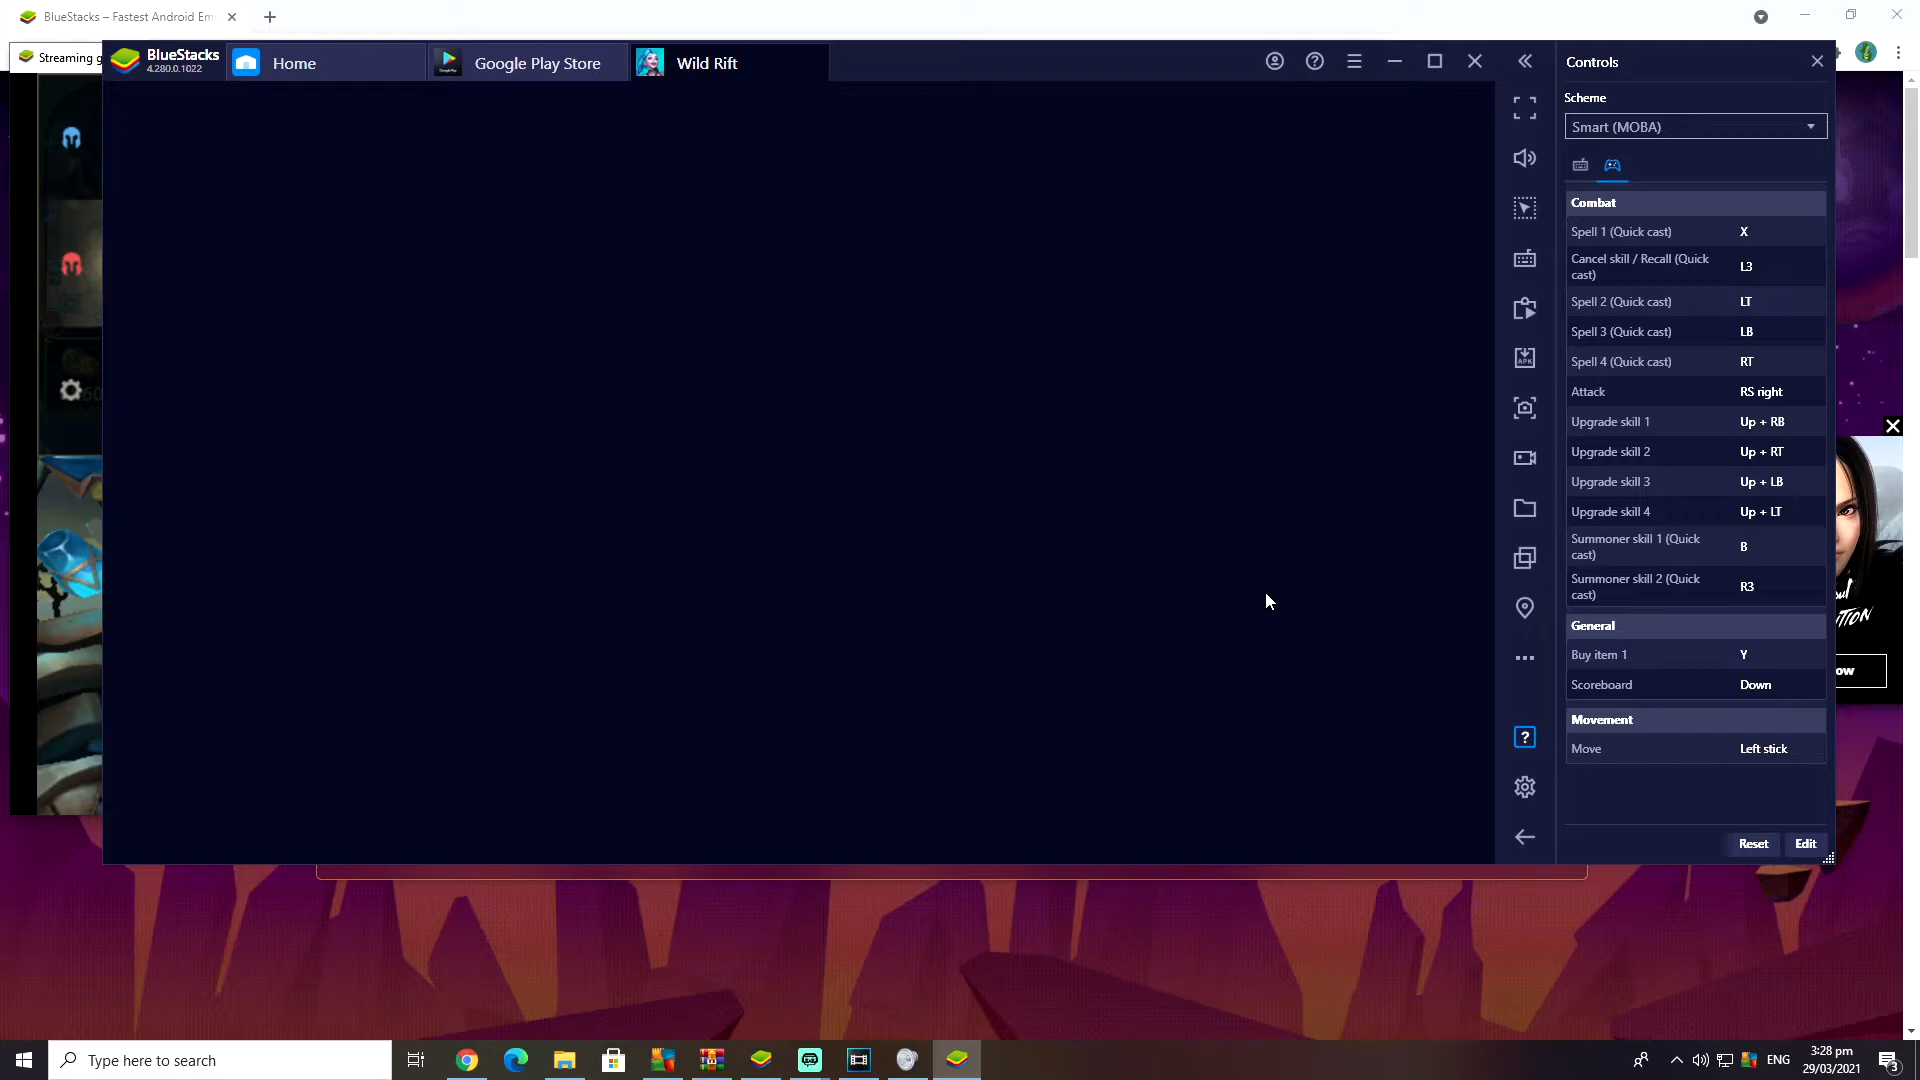 BlueStacks – Fastest Android Em
Streaming g
BlueStacks
4.280.0.1022
Home
Google Play
Google Play Store
Wild Rift
Controls
Scheme
Smart (MOBA)
Combat
Spell 1 (Quick cast) X
Cancel skill / Recall (Quick
cast) L3
Spell 2 (Quick cast) LT
Spell 3 (Quick cast) LB
Spell 4 (Quick cast) RT
Attack RS right
Upgrade skill 1 Up + RB
Upgrade skill 2 Up + RT
Upgrade skill 3 Up + LB
Upgrade skill 4 Up + LT
Summoner skill 1 (Quick
cast) B
Summoner skill 2 (Quick
cast) R3
General
Buy item 1 Y
Scoreboard Down
Movement
Move Left stick
Reset Edit
APK
ow
Type here to search
ENG
3:28 pm
29/03/2021
3